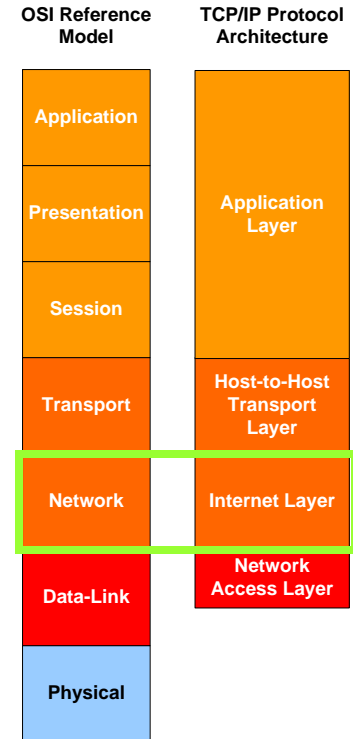 OSI Reference
Model
TCP/IP Protocol
Architecture
Application
Presentation
Session
Transport
Network
Data-Link
Physical
Application
Layer
Host-to-Host
Transport
Layer
Internet Layer
Network
Access Layer